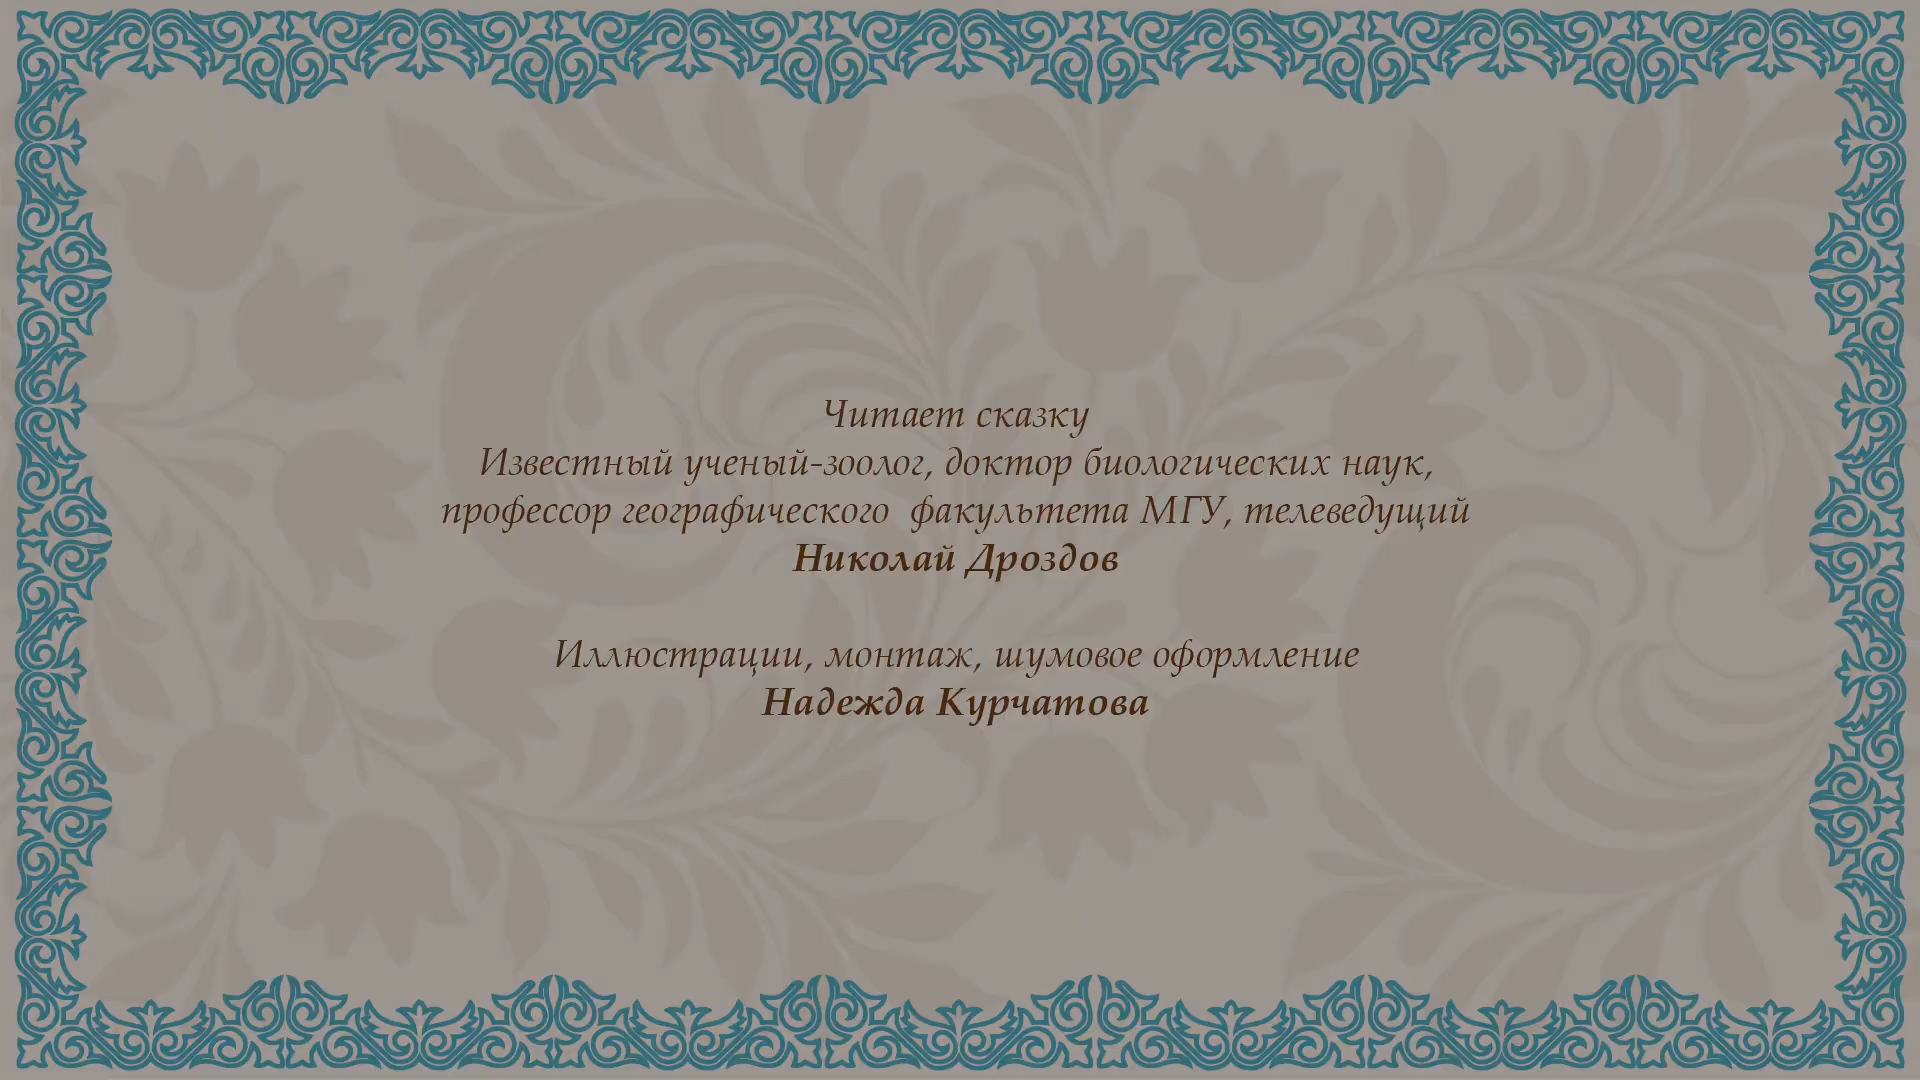 Читает сказку
Известный ученый-зоолог, доктор биологических наук,
профессор географического факультета МГУ, телеведущий
Николай Дроздов
Иллюстрации, монтаж, шумовое оформление
Надежда Курчатова